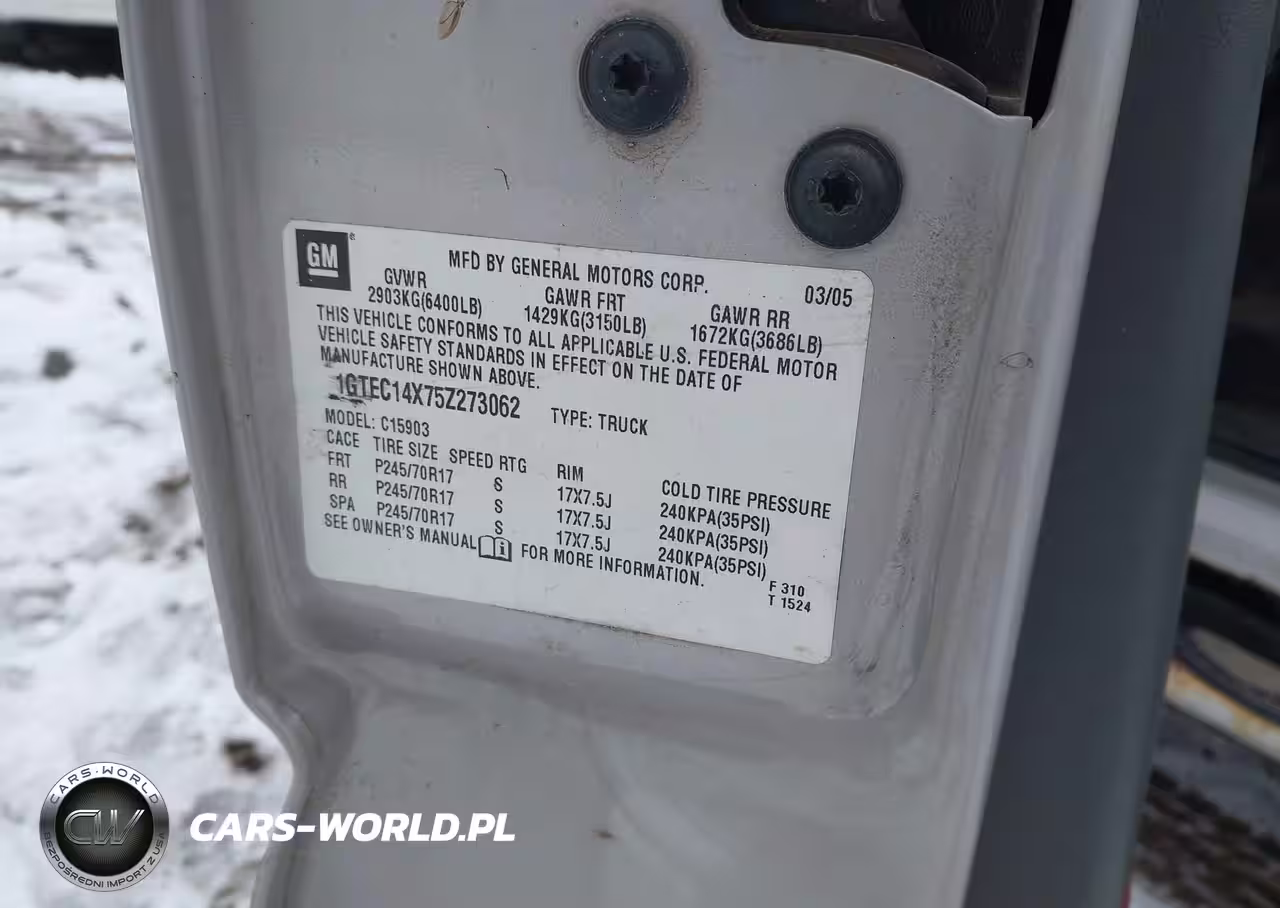 GM
MFD BY GENERAL MOTORS CORP. 03/05
GVWR GAWR FRT GAWR RR
2903KG(6400LB) 1429KG(3150LB) 1672KG(3686LB)
THIS VEHICLE CONFORMS TO ALL APPLICABLE U.S. FEDERAL MOTOR
VEHICLE SAFETY STANDARDS IN EFFECT ON THE DATE OF
MANUFACTURE SHOWN ABOVE.
1GTEC14X75Z273062 TYPE: TRUCK
MODEL: C15903
CACE TIRE SIZE SPEED RTG RIM COLD TIRE PRESSURE
FRT P245/70R17 S 17X7.5J 240KPA(35PSI)
RR P245/70R17 S 17X7.5J 240KPA(35PSI)
SPA P245/70R17 S 17X7.5J 240KPA(35PSI)
SEE OWNER'S MANUAL FOR MORE INFORMATION.
F 310
T 1524
CARS-WORLD
CW
BEZPOŚREDNI IMPORT Z USA
CARS-WORLD.PL